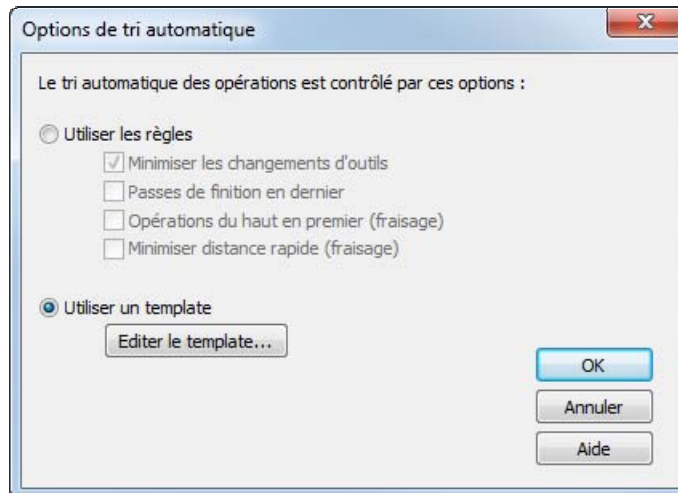 Options de tri automatique
Le tri automatique des opérations est contrôlé par ces options :
Utiliser les règles
Minimiser les changements d'outils
Passes de finition en dernier
Opérations du haut en premier (fraisage)
Minimiser distance rapide (fraisage)
Utiliser un template
Editer le template...
OK
Annuler
Aide